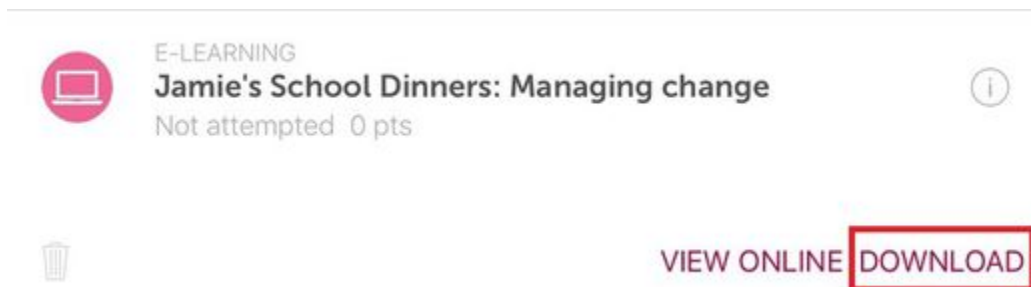 E-LEARNING
Jamie's School Dinners: Managing change
Not attempted 0 pts
VIEW ONLINE DOWNLOAD